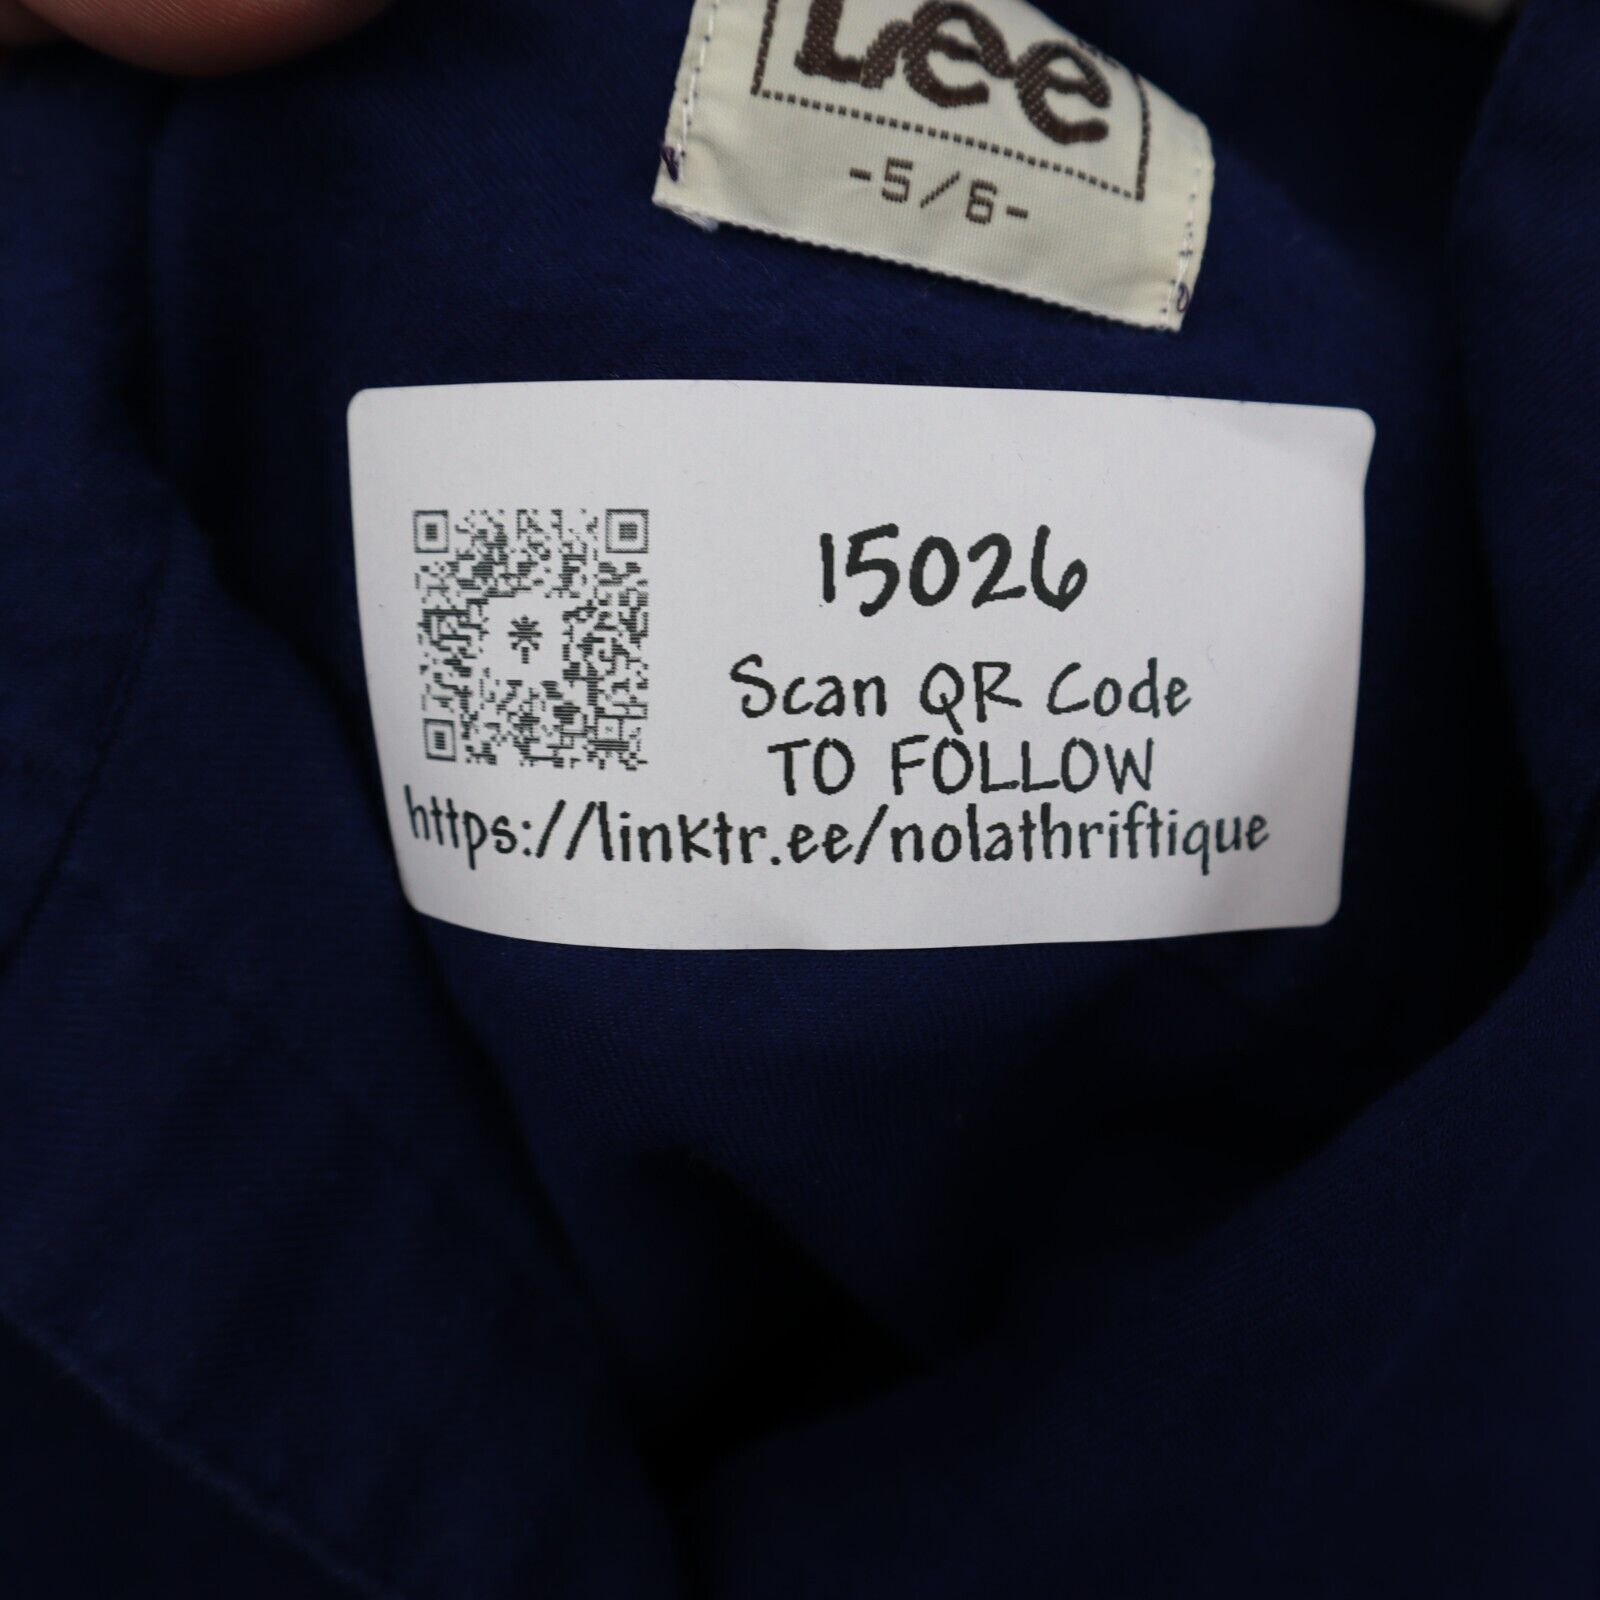 Lee
-5/6-
15026
Scan QR Code
TO FOLLOW
https://linktr.ee/nolathriftique